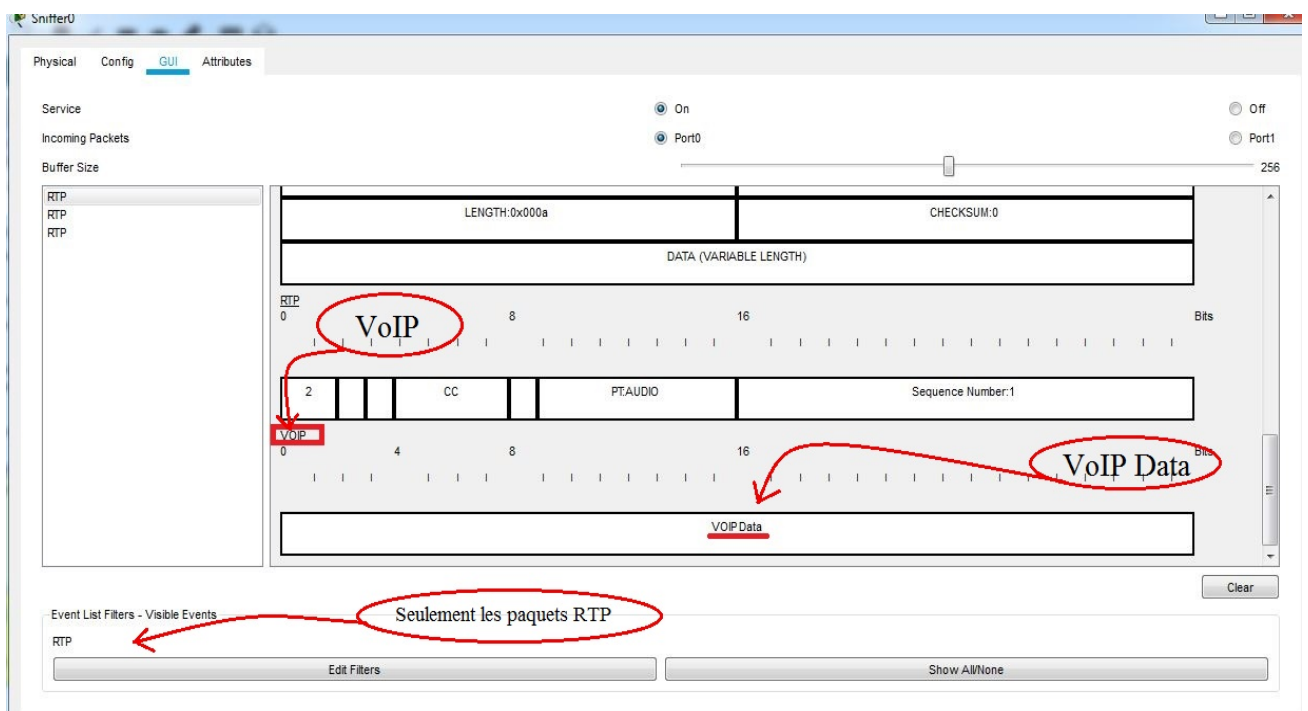 Sniffer0
Physical Config GUI Attributes
Service On Off
Incoming Packets Port0 Port1
Buffer Size 256
RTP
RTP
RTP
LENGTH:0x000a CHECKSUM:0
DATA (VARIABLE LENGTH)
RTP
0 8 16 Bits
VoIP
2 CC PT:AUDIO Sequence Number:1
VOIP
0 4 8 16 Bits
VoIP Data
VOIP Data
Clear
Event List Filters - Visible Events
Seulement les paquets RTP
RTP
Edit Filters Show All/None